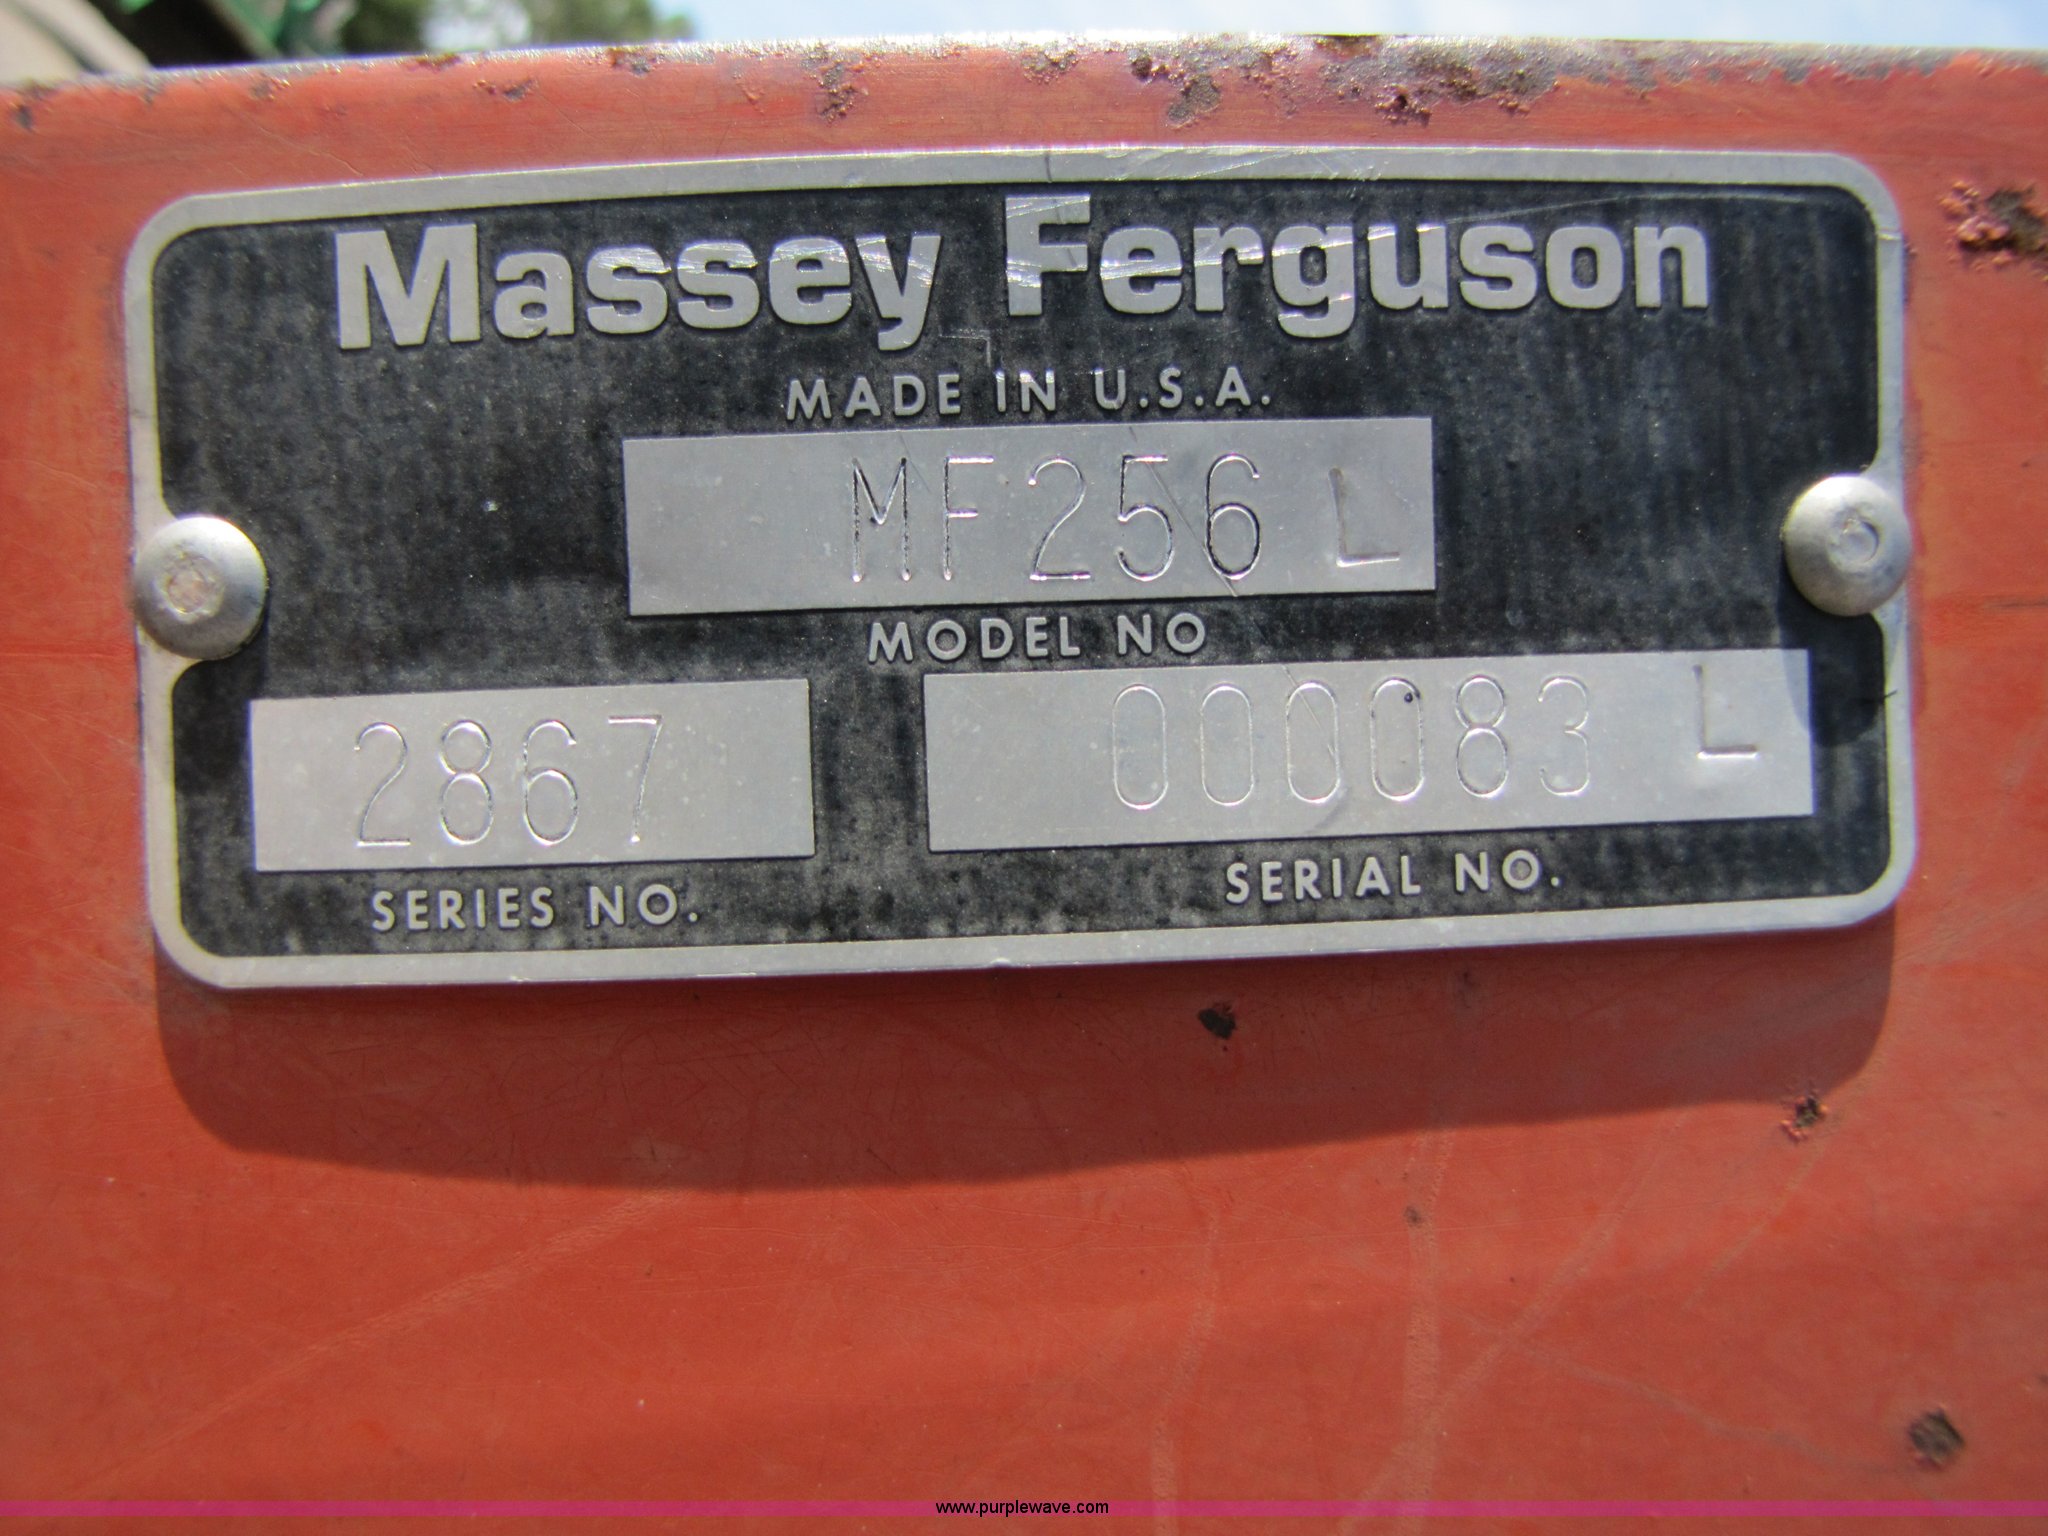 Massey Ferguson
MADE IN U.S.A.
MF256 L
MODEL NO
2867
000083 L
SERIES NO.
SERIAL NO.
www.purplewave.com